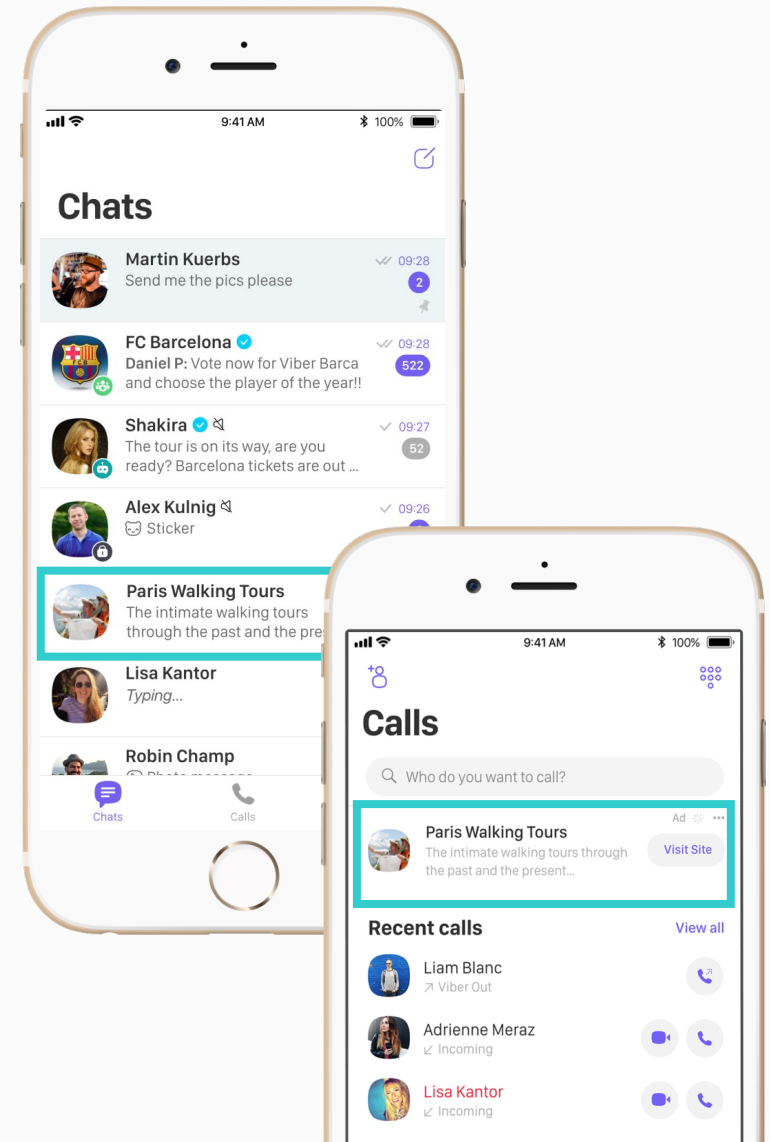 9:41 AM
100%
Chats
Martin Kuerbs
09:28
Send me the pics please
2
FC Barcelona
09:28
Daniel P: Vote now for Viber Barca
522
and choose the player of the year!!
Shakira
09:27
The tour is on its way, are you
52
ready? Barcelona tickets are out ...
Alex Kulnig
09:26
Sticker
Paris Walking Tours
The intimate walking tours
through the past and the pre
Lisa Kantor
Typing...
Robin Champ
Photo message
Chats
Calls
9:41 AM
100%
Calls
Who do you want to call?
Ad
Paris Walking Tours
The intimate walking tours through
the past and the present...
Visit Site
Recent calls
View all
Liam Blanc
Viber Out
Adrienne Meraz
Incoming
Lisa Kantor
Incoming